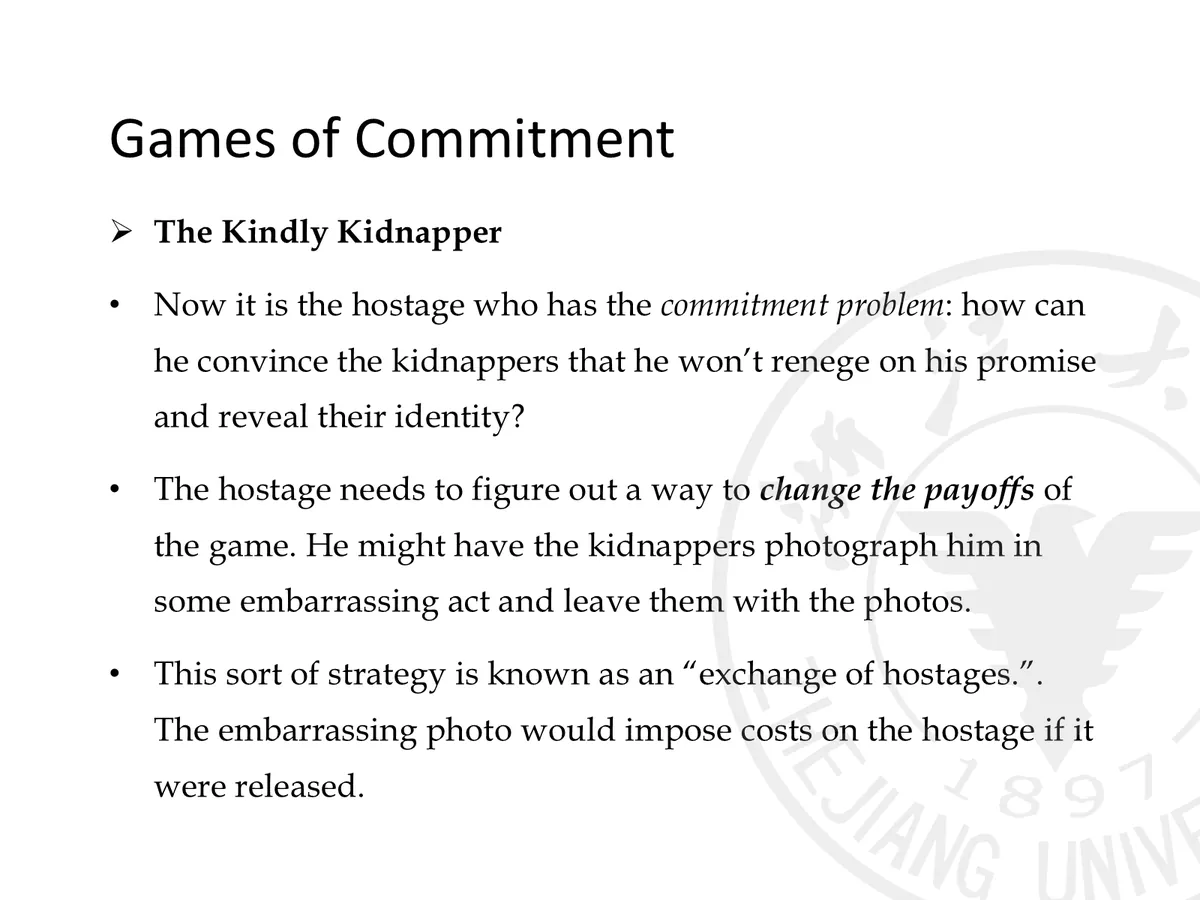 Games of Commitment
➢ The Kindly Kidnapper
• Now it is the hostage who has the commitment problem: how can
he convince the kidnappers that he won’t renege on his promise
and reveal their identity?
• The hostage needs to figure out a way to change the payoffs of
the game. He might have the kidnappers photograph him in
some embarrassing act and leave them with the photos.
• This sort of strategy is known as an “exchange of hostages.”.
The embarrassing photo would impose costs on the hostage if it
were released.
1897
ZHEJIANG UNIVE